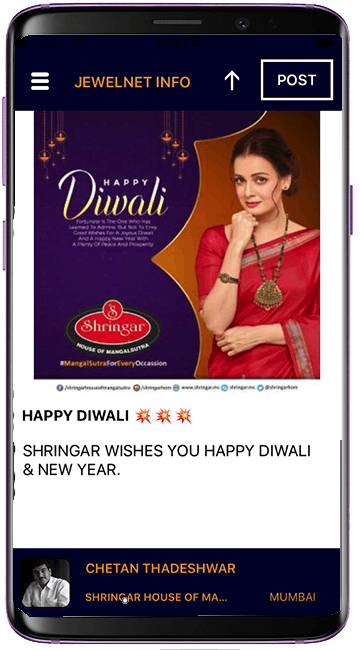 JEWELNET INFO
POST
HAPPY
Diwali
Fortunate Is The One Who Has
Learned To Admire, But Not To Envy.
Good Wishes For A Joyous Diwali
And A Happy New Year With
A Plenty Of Peace And Prosperity.
S
Shringar
HOUSE OF MANGALSUTRA
#MangalSutraForEveryOccasion
/shringarhouseofmangalsutra
/shringarhom
www.shringar.ms
shringar.ms
@shringarhom
HAPPY DIWALI 💥💥💥
SHRINGAR WISHES YOU HAPPY DIWALI
& NEW YEAR.
CHETAN THADESHWAR
SHRINGAR HOUSE OF MA...
MUMBAI